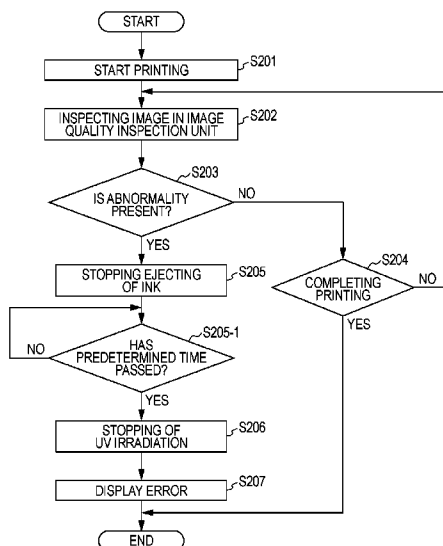 START
START PRINTING
S201
INSPECTING IMAGE IN IMAGE
QUALITY INSPECTION UNIT
S202
IS ABNORMALITY
PRESENT?
S203
NO
YES
STOPPING EJECTING
OF INK
S205
COMPLETING
PRINTING
S204
NO
YES
HAS
PREDETERMINED TIME
PASSED?
S205-1
NO
YES
STOPPING OF
UV IRRADIATION
S206
DISPLAY ERROR
S207
END